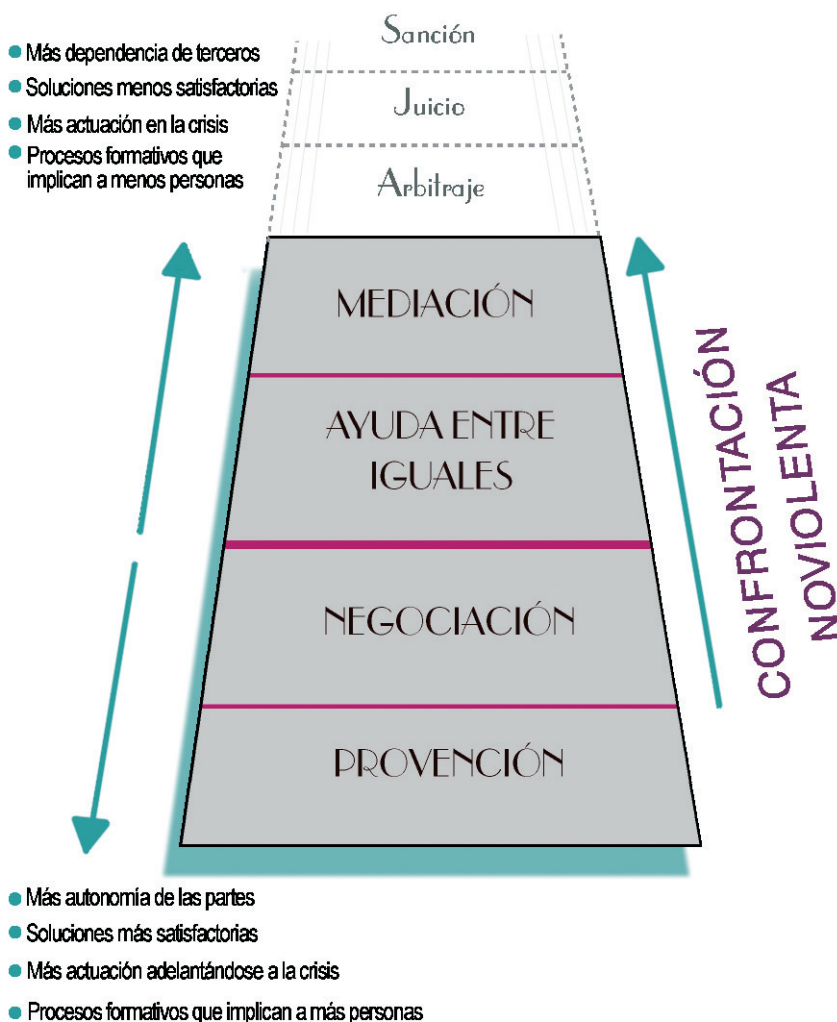 Sanción
• Más dependencia de terceros
• Soluciones menos satisfactorias
• Más actuación en la crisis
• Procesos formativos que
implican a menos personas
Juicio
Arbitraje
MEDIACIÓN
AYUDA ENTRE
IGUALES
NEGOCIACIÓN
PROVENCIÓN
CONFRONTACIÓN
NOVIOLENTA
• Más autonomía de las partes
• Soluciones más satisfactorias
• Más actuación adelantándose a la crisis
• Procesos formativos que implican a más personas